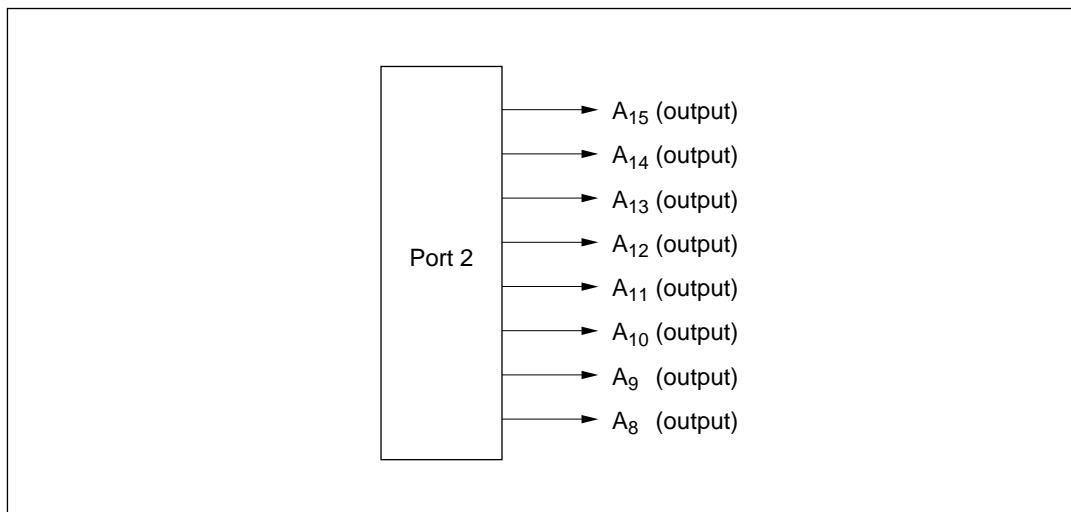 Port 2
A₁₅ (output)
A₁₄ (output)
A₁₃ (output)
A₁₂ (output)
A₁₁ (output)
A₁₀ (output)
A₉ (output)
A₈ (output)